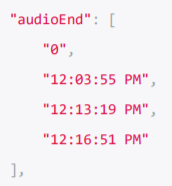 "audioEnd": [
"0",
"12:03:55 PM",
"12:13:19 PM",
"12:16:51 PM"
],